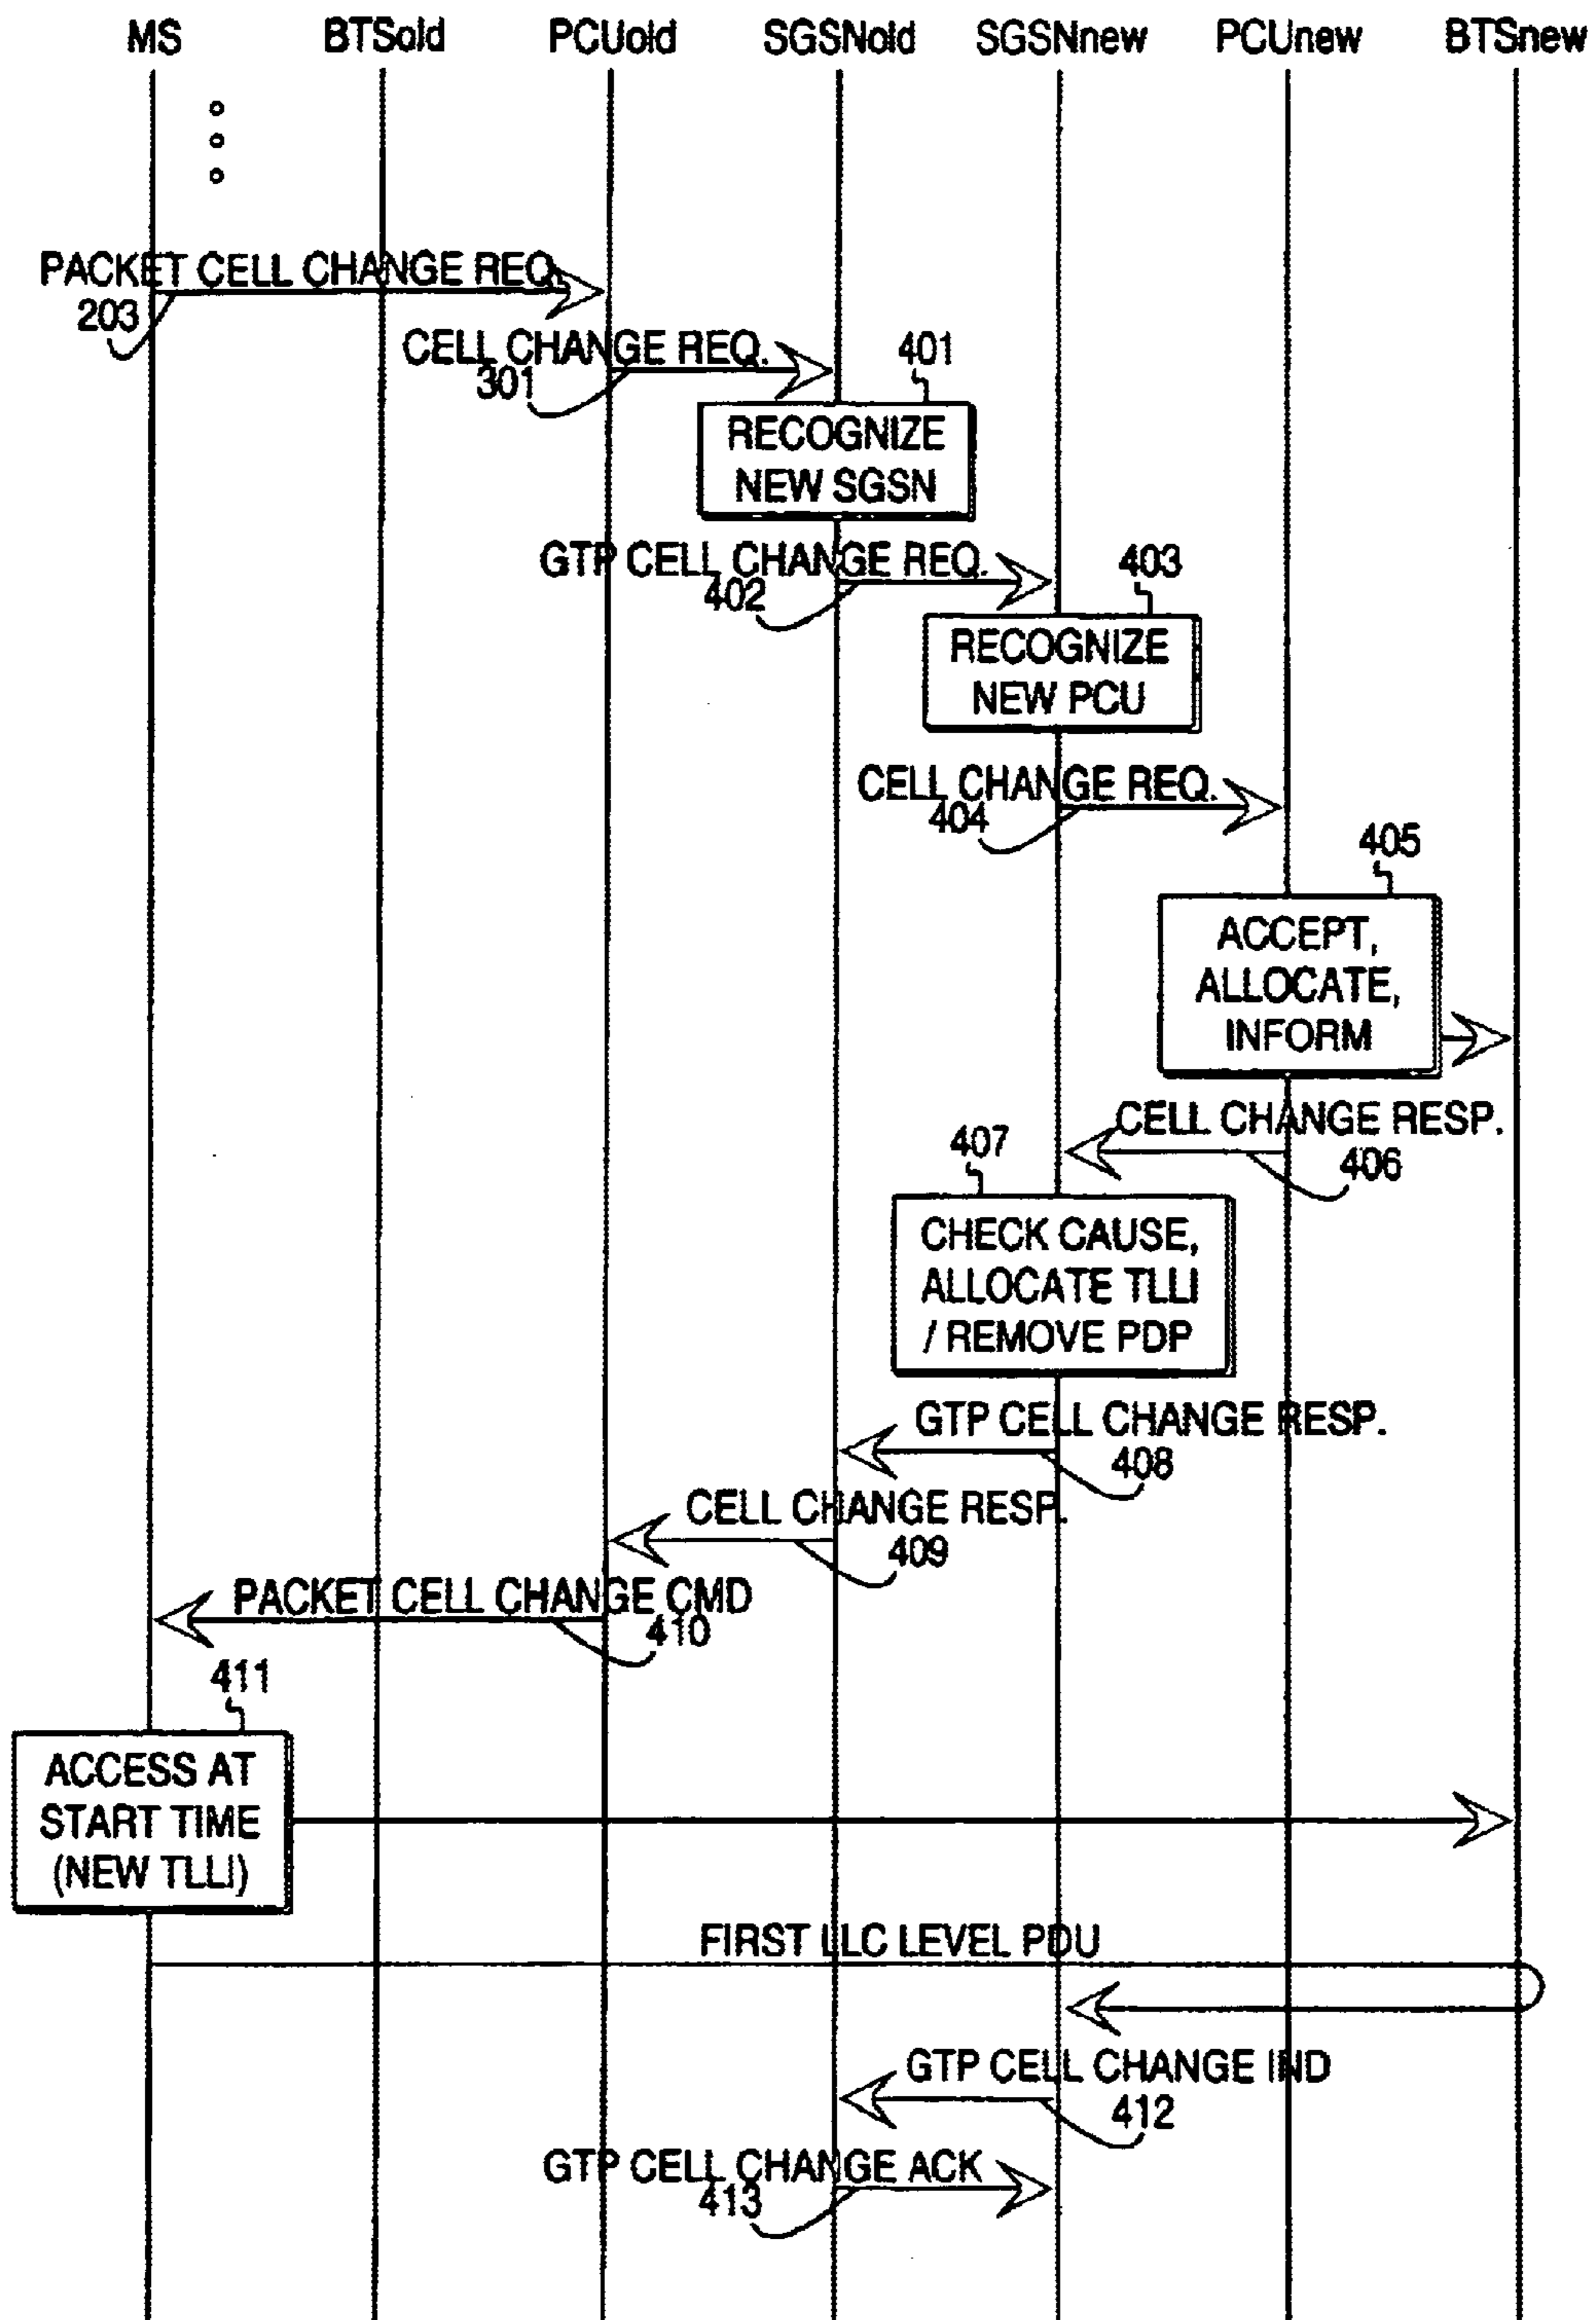 MS BTSold PCUold SGSNold SGSNnew PCUnew BTSnew
PACKET CELL CHANGE REQ.
203
CELL CHANGE REQ.
301
401
RECOGNIZE
NEW SGSN
GTP CELL CHANGE REQ.
402
403
RECOGNIZE
NEW PCU
CELL CHANGE REQ.
404
405
ACCEPT,
ALLOCATE,
INFORM
CELL CHANGE RESP.
406
407
CHECK CAUSE,
ALLOCATE TLLI
/ REMOVE PDP
GTP CELL CHANGE RESP.
408
CELL CHANGE RESP.
409
PACKET CELL CHANGE CMD
410
411
ACCESS AT
START TIME
(NEW TLLI)
FIRST LLC LEVEL PDU
GTP CELL CHANGE IND
412
GTP CELL CHANGE ACK
413